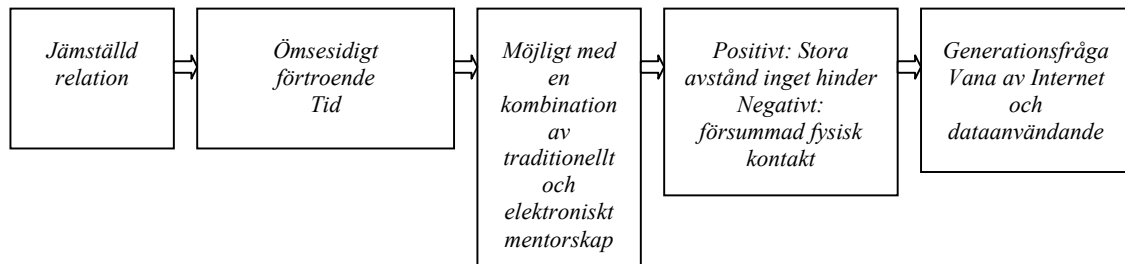 Jämställd
relation
Ömsesidigt
förtroende
Tid
Möjligt med
en
kombination
av
traditionellt
och
elektroniskt
mentorskap
Positivt: Stora
avstånd inget hinder
Negativt:
försummad fysisk
kontakt
Generationsfråga
Vana av Internet
och
dataanvändande